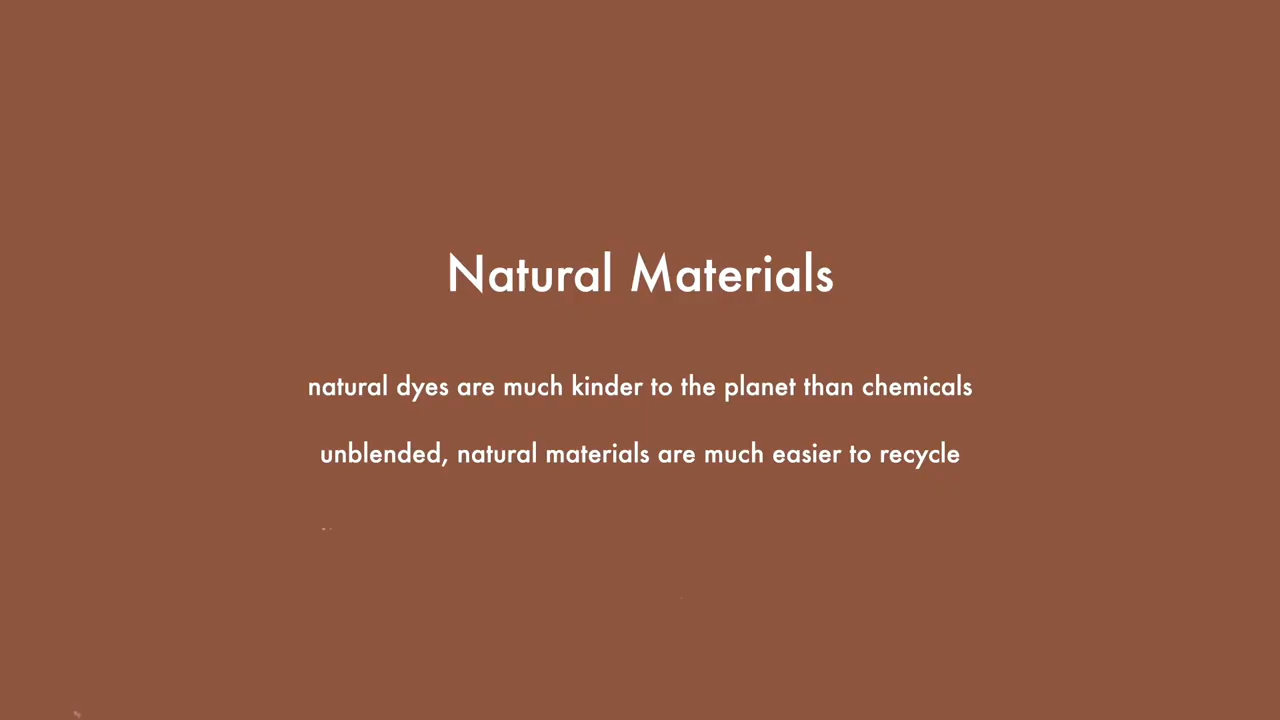 Natural Materials
natural dyes are much kinder to the planet than chemicals
unblended, natural materials are much easier to recycle